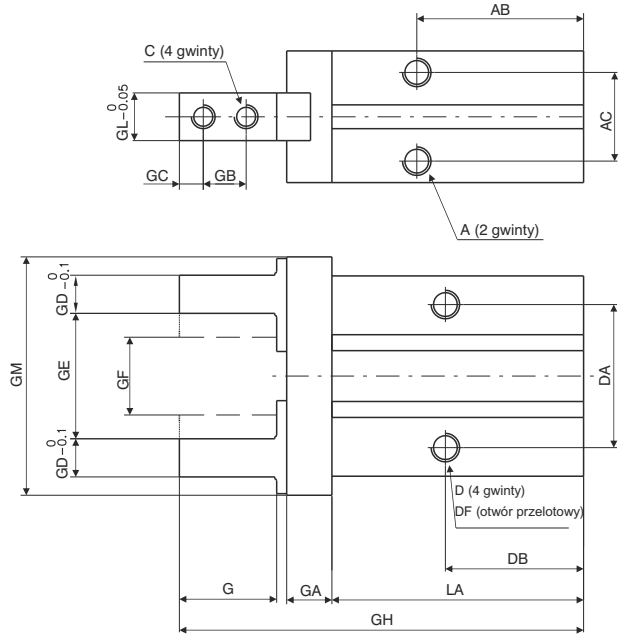 AB
C (4 gwinty)
GL -0.05 0
AC
GC
GB
A (2 gwinty)
GD -0.1 0
GM
GE
GF
DA
GD -0.1 0
D (4 gwinty)
DF (otwór przelotowy)
DB
G
GA
LA
GH